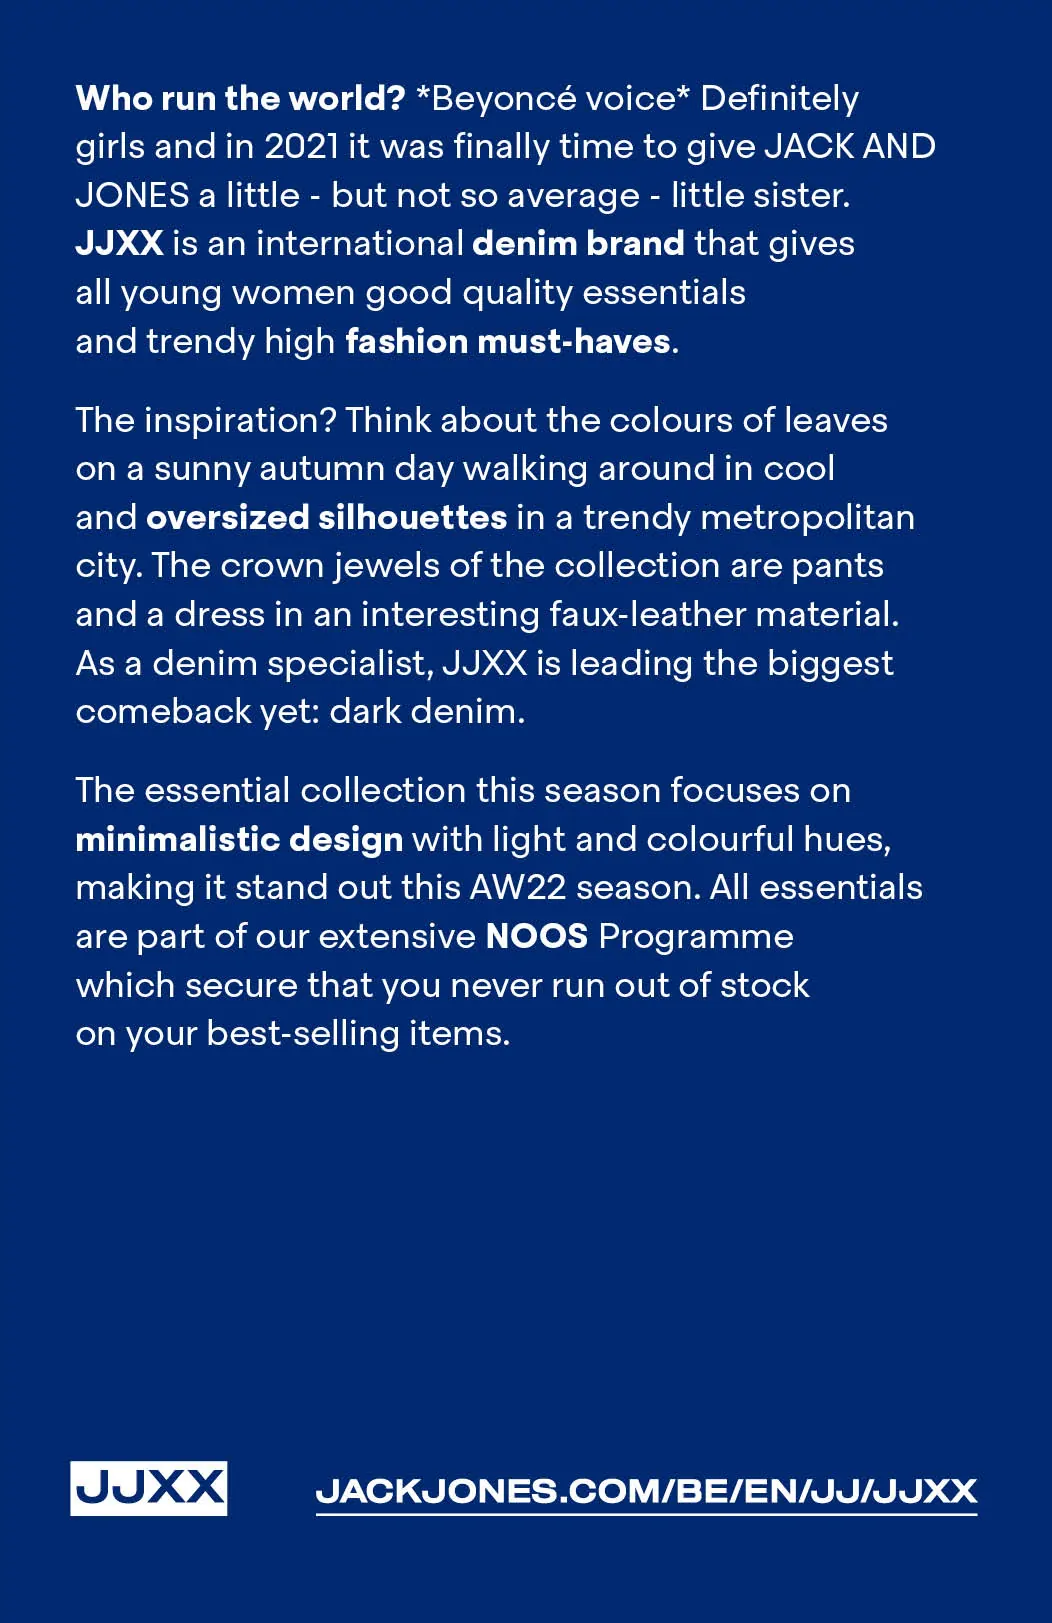 Who run the world? *Beyoncé voice* Definitely
girls and in 2021 it was finally time to give JACK AND
JONES a little - but not so average - little sister.
JJXX is an international denim brand that gives
all young women good quality essentials
and trendy high fashion must-haves.
The inspiration? Think about the colours of leaves
on a sunny autumn day walking around in cool
and oversized silhouettes in a trendy metropolitan
city. The crown jewels of the collection are pants
and a dress in an interesting faux-leather material.
As a denim specialist, JJXX is leading the biggest
comeback yet: dark denim.
The essential collection this season focuses on
minimalistic design with light and colourful hues,
making it stand out this AW22 season. All essentials
are part of our extensive NOOS Programme
which secure that you never run out of stock
on your best-selling items.
JJXX
JACKJONES.COM/BE/EN/JJ/JJXX